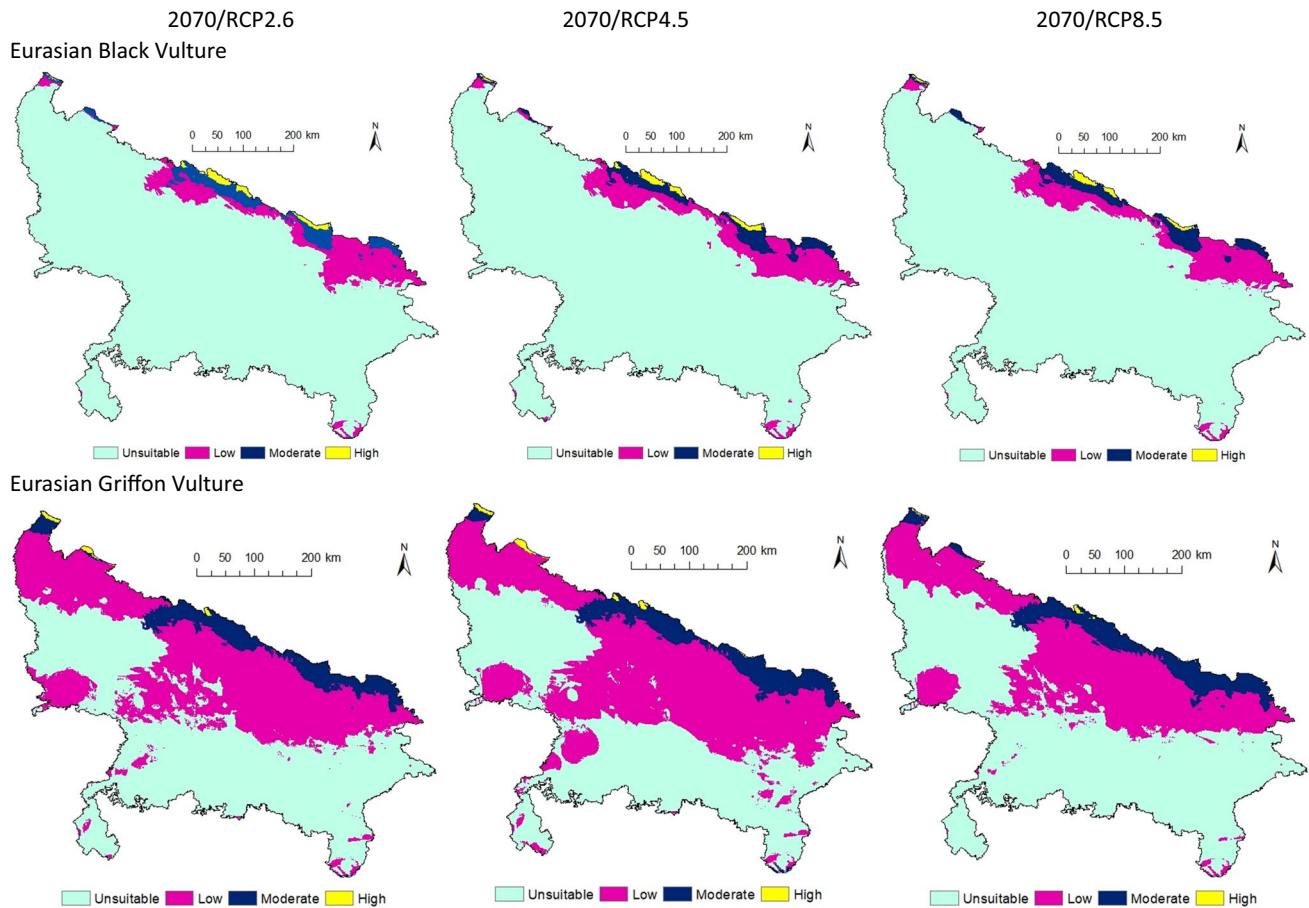 2070/RCP2.6 2070/RCP4.5 2070/RCP8.5
Eurasian Black Vulture
0 50 100 200 km N
0 50 100 200 km N
0 50 100 200 km N
Unsuitable Low Moderate High
Unsuitable Low Moderate High
Unsuitable Low Moderate High
Eurasian Griffon Vulture
0 50 100 200 km N
0 50 100 200 km N
0 50 100 200 km N
Unsuitable Low Moderate High
Unsuitable Low Moderate High
Unsuitable Low Moderate High